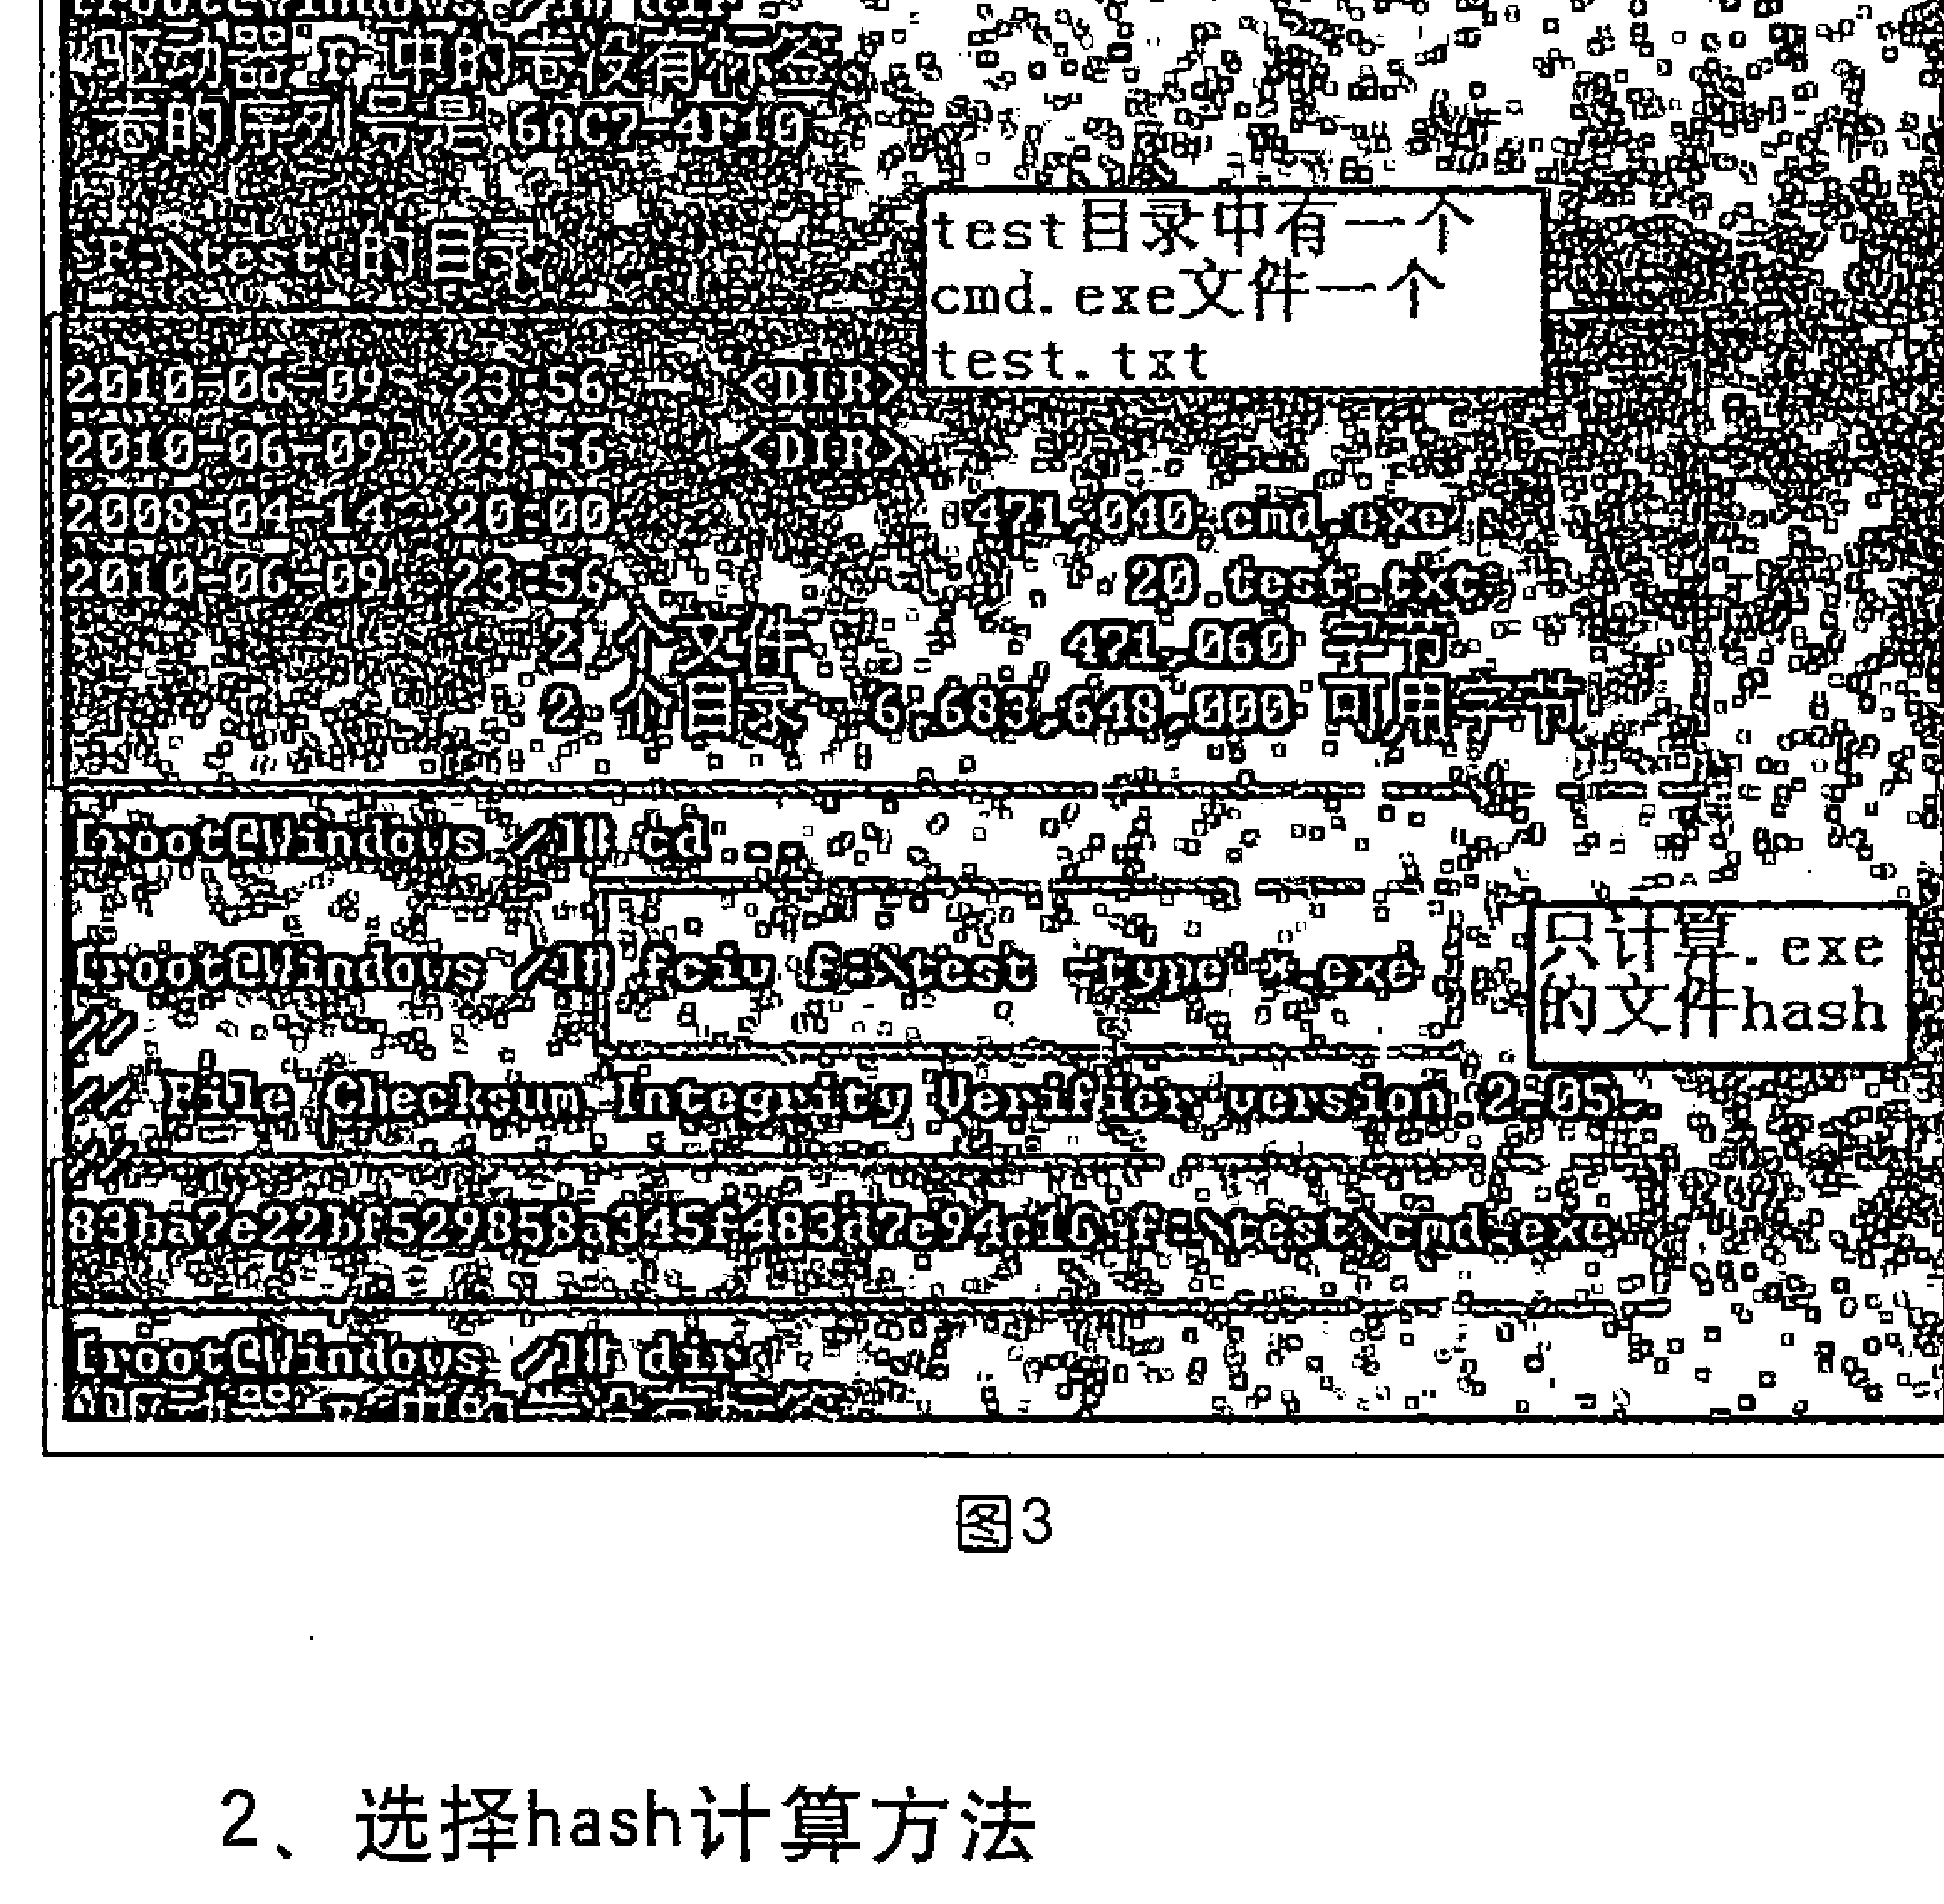 驱动器 F 中的卷没有标签
卷的序列号是 6AC7-4F10
F:\test 的目录
test目录中有一个
cmd.exe文件一个
test.txt
2010-06-09 23:56 <DIR>
2010-06-09 23:56 <DIR>
2008-04-14 20:00 471,040 cmd.exe
2010-06-09 23:56 20 test.txt
2 个文件 471,060 字节
2 个目录 6,683,648,000 可用字节
[root@Windows /]# cd ..
[root@Windows /]# fciv f:\test -type *.exe
只计算.exe
的文件hash
//
// File Checksum Integrity Verifier version 2.05.
//
83ba7e22bf529858a345f483d7c94c16 f:\test\cmd.exe
[root@Windows /]# dir
图3
2、选择hash计算方法